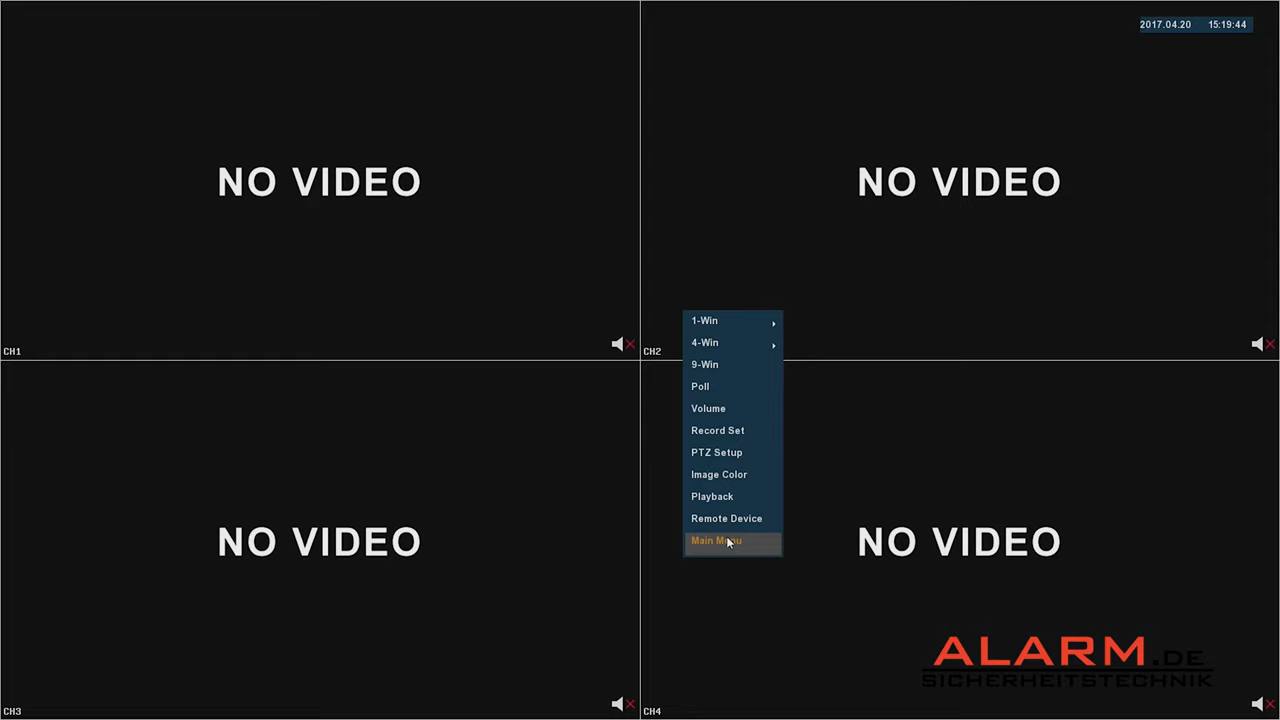 2017.04.20 15:19:44
NO VIDEO
NO VIDEO
CH1
CH2
1-Win
4-Win
9-Win
Poll
Volume
Record Set
PTZ Setup
Image Color
Playback
Remote Device
Main Menu
NO VIDEO
NO VIDEO
ALARM.DE
SICHERHEITSTECHNIK
CH3
CH4